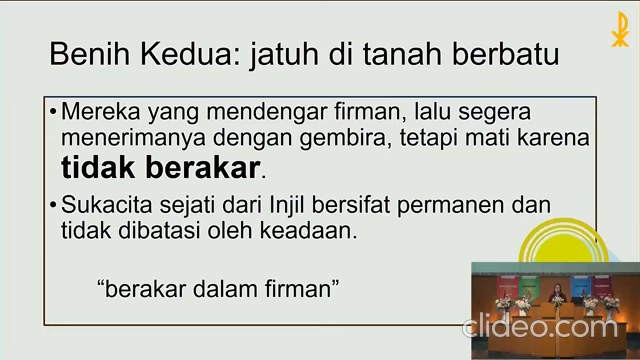 Benih Kedua: jatuh di tanah berbatu
•Mereka yang mendengar firman, lalu segera
menerimanya dengan gembira, tetapi mati karena
tidak berakar.
•Sukacita sejati dari Injil bersifat permanen dan
tidak dibatasi oleh keadaan.
“berakar dalam firman”
clideo.com